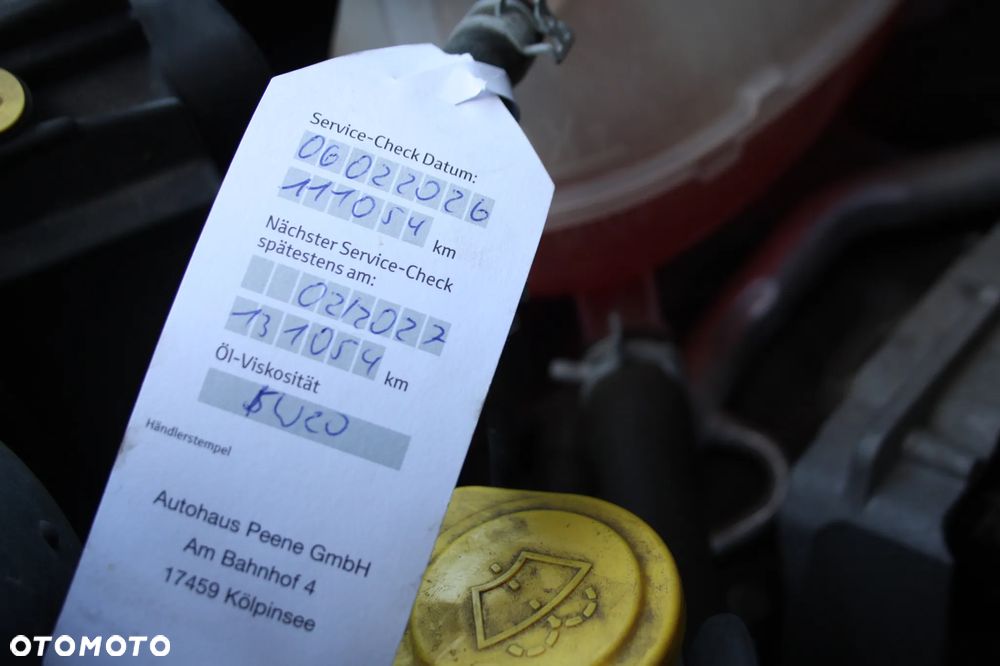 Service-Check Datum:
06022026
111054 km
Nächster Service-Check
spätestens am:
02/2027
131054 km
Öl-Viskosität
5W20
Händlerstempel
Autohaus Peene GmbH
Am Bahnhof 4
17459 Kölpinsee
OTOMOTO